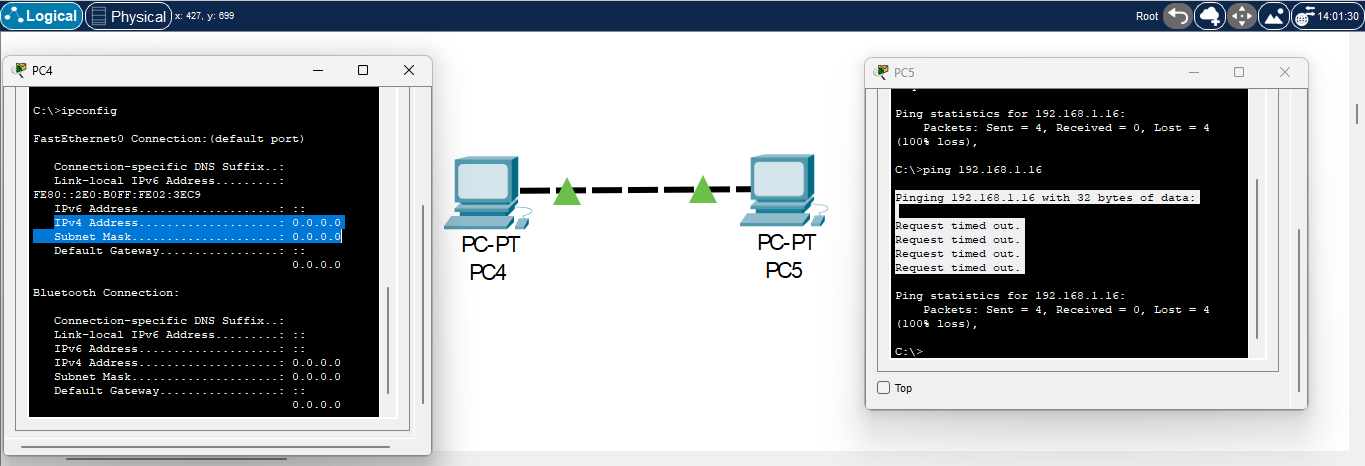 Logical
Physical
x: 427, y: 699
Root
14:01:30
PC4
C:\>ipconfig
FastEthernet0 Connection:(default port)
Connection-specific DNS Suffix..:
Link-local IPv6 Address.........:
FE80::2E0:B0FF:FE02:3EC9
IPv6 Address....................: ::
IPv4 Address....................: 0.0.0.0
Subnet Mask.....................: 0.0.0.0
Default Gateway.................: ::
0.0.0.0
Bluetooth Connection:
Connection-specific DNS Suffix..:
Link-local IPv6 Address.........: ::
IPv6 Address....................: ::
IPv4 Address....................: 0.0.0.0
Subnet Mask.....................: 0.0.0.0
Default Gateway.................: ::
0.0.0.0
PC-PT
PC4
PC-PT
PC5
PC5
Ping statistics for 192.168.1.16:
Packets: Sent = 4, Received = 0, Lost = 4
(100% loss),
C:\>ping 192.168.1.16
Pinging 192.168.1.16 with 32 bytes of data:
Request timed out.
Request timed out.
Request timed out.
Request timed out.
Ping statistics for 192.168.1.16:
Packets: Sent = 4, Received = 0, Lost = 4
(100% loss),
C:\>
Top